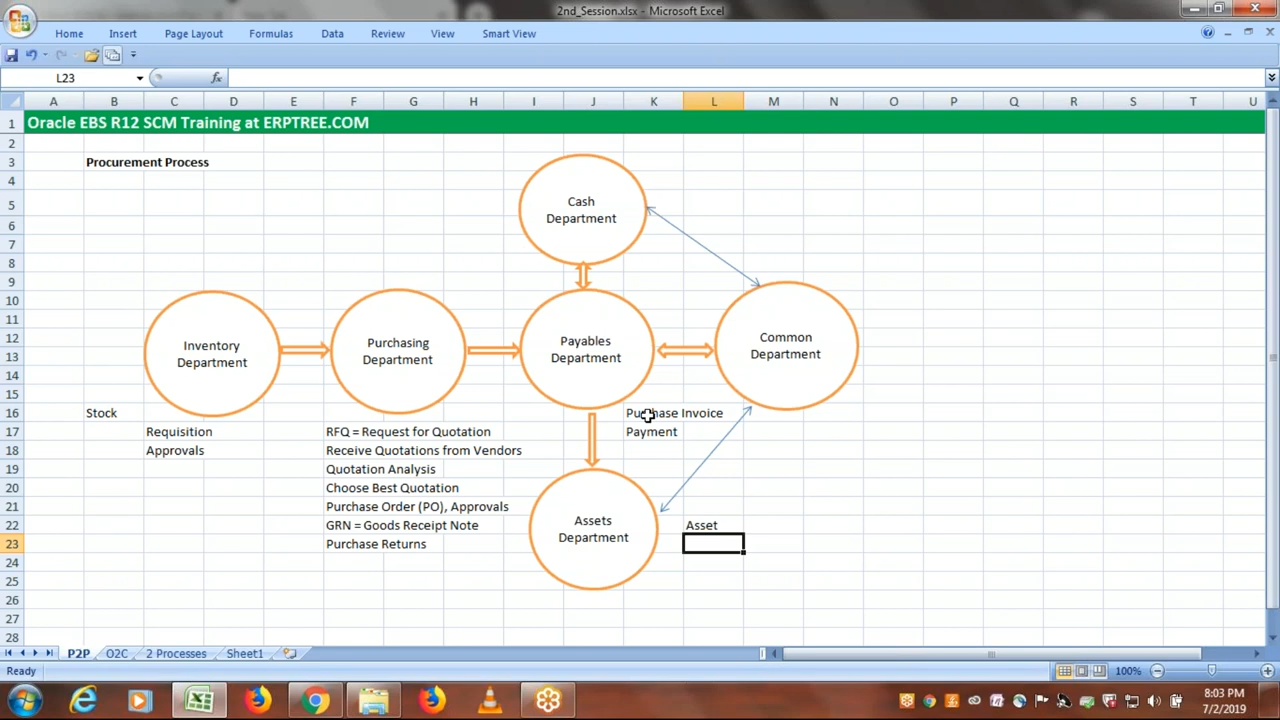 2nd_Session.xlsx - Microsoft Excel
Home Insert Page Layout Formulas Data Review View Smart View
L23 fx
A B C D E F G H I J K L M N O P Q R S T U
1 Oracle EBS R12 SCM Training at ERPTREE.COM
2
3 Procurement Process
4
5
6
7
8
9
10
11
12
13
14
15
16
17
18
19
20
21
22
23
24
25
26
27
28
Cash
Department
Inventory
Department
Purchasing
Department
Payables
Department
Common
Department
Stock
Requisition
Approvals
RFQ = Request for Quotation
Receive Quotations from Vendors
Quotation Analysis
Choose Best Quotation
Purchase Order (PO), Approvals
GRN = Goods Receipt Note
Purchase Returns
Purchase Invoice
Payment
Assets
Department
Asset
P2P O2C 2 Processes Sheet1
Ready 100%
8:03 PM
7/2/2019